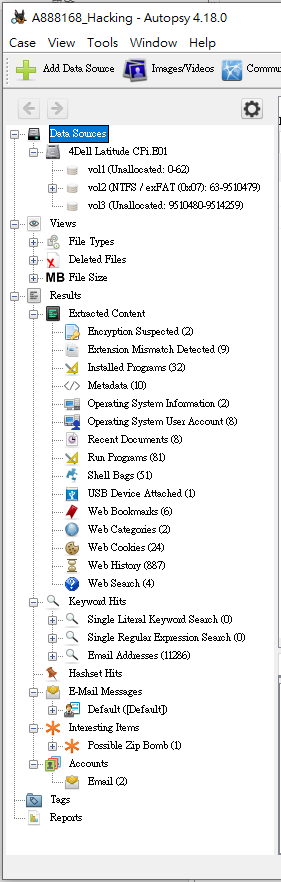 A888168_Hacking - Autopsy 4.18.0
Case View Tools Window Help
Add Data Source Images/Videos Commu
Data Sources
4Dell Latitude CPi.E01
vol1 (Unallocated: 0-62)
vol2 (NTFS / exFAT (0x07): 63-9510479)
vol3 (Unallocated: 9510480-9514259)
Views
File Types
Deleted Files
MB File Size
Results
Extracted Content
Encryption Suspected (2)
Extension Mismatch Detected (9)
Installed Programs (32)
Metadata (10)
Operating System Information (2)
Operating System User Account (8)
Recent Documents (8)
Run Programs (81)
Shell Bags (51)
USB Device Attached (1)
Web Bookmarks (6)
Web Categories (2)
Web Cookies (24)
Web History (887)
Web Search (4)
Keyword Hits
Single Literal Keyword Search (0)
Single Regular Expression Search (0)
Email Addresses (11286)
Hashset Hits
E-Mail Messages
Default ([Default])
Interesting Items
Possible Zip Bomb (1)
Accounts
Email (2)
Tags
Reports